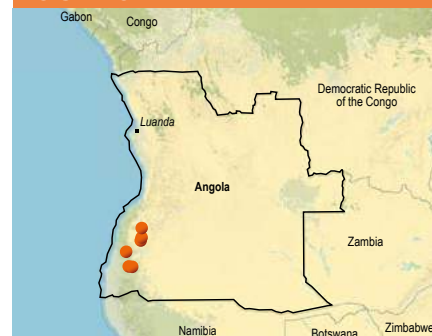 Gabon
Congo
Democratic Republic
of the Congo
Luanda
Angola
Zambia
Namibia
Botswana
Zimbabwe